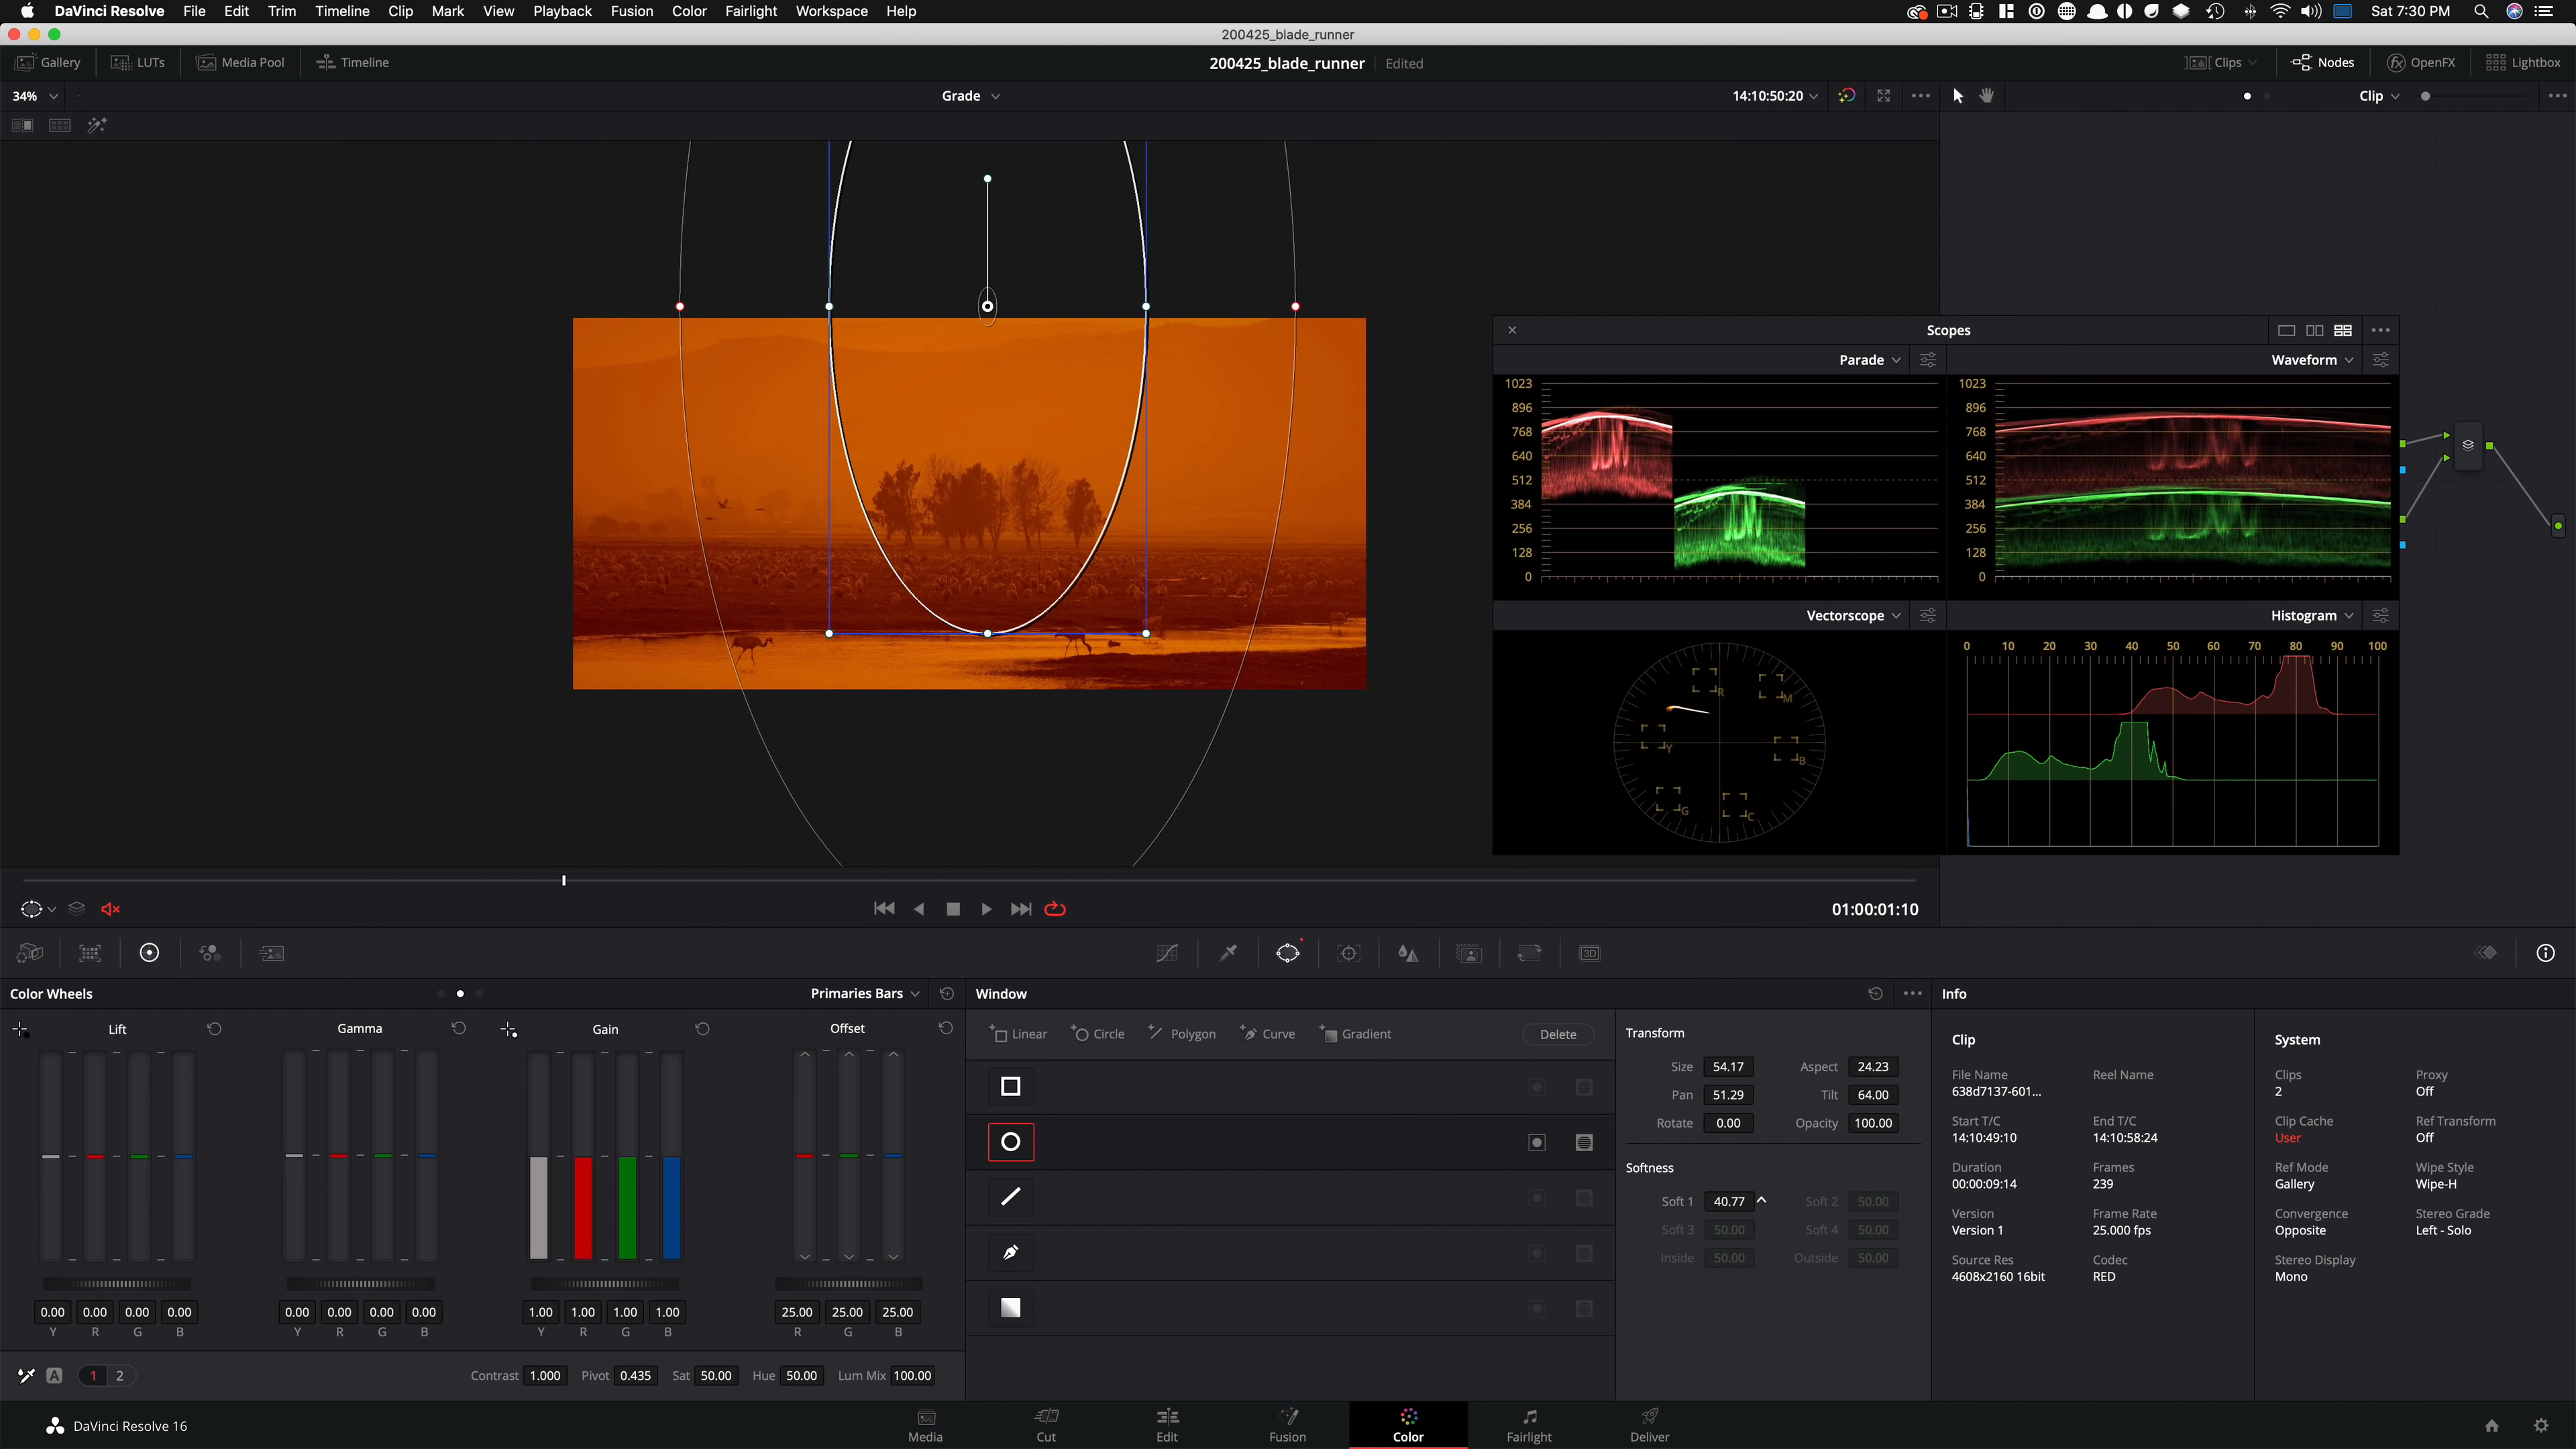 DaVinci Resolve File Edit Trim Timeline Clip Mark View Playback Fusion Color Fairlight Workspace Help Sat 7:30 PM
200425_blade_runner
Gallery LUTs Media Pool Timeline 200425_blade_runner Edited Clips Nodes OpenFX Lightbox
34% Grade 14:10:50:20 Clip
Scopes
Parade Waveform
1023 1023
896 896
768 768
640 640
512 512
384 384
256 256
128 128
0 0
Vectorscope Histogram
0 10 20 30 40 50 60 70 80 90 100
R M
Y B
G C
01:00:01:10
3D
Color Wheels Primaries Bars Window Info
Lift Gamma Gain Offset
Linear Circle Polygon Curve Gradient Delete
Transform
Size 54.17 Aspect 24.23
Pan 51.29 Tilt 64.00
Rotate 0.00 Opacity 100.00
Softness
Soft 1 40.77 Soft 2 50.00
Soft 3 50.00 Soft 4 50.00
Inside 50.00 Outside 50.00
Clip System
File Name Reel Name Clips Proxy
638d7137-601... 2 Off
Start T/C End T/C Clip Cache Ref Transform
14:10:49:10 14:10:58:24 User Off
Duration Frames Ref Mode Wipe Style
00:00:09:14 239 Gallery Wipe-H
Version Frame Rate Convergence Stereo Grade
Version 1 25.000 fps Opposite Left - Solo
Source Res Codec Stereo Display
4608x2160 16bit RED Mono
0.00 0.00 0.00 0.00 0.00 0.00 0.00 0.00 1.00 1.00 1.00 1.00 25.00 25.00 25.00
Y R G B Y R G B Y R G B R G B
A 1 2 Contrast 1.000 Pivot 0.435 Sat 50.00 Hue 50.00 Lum Mix 100.00
DaVinci Resolve 16 Media Cut Edit Fusion Color Fairlight Deliver